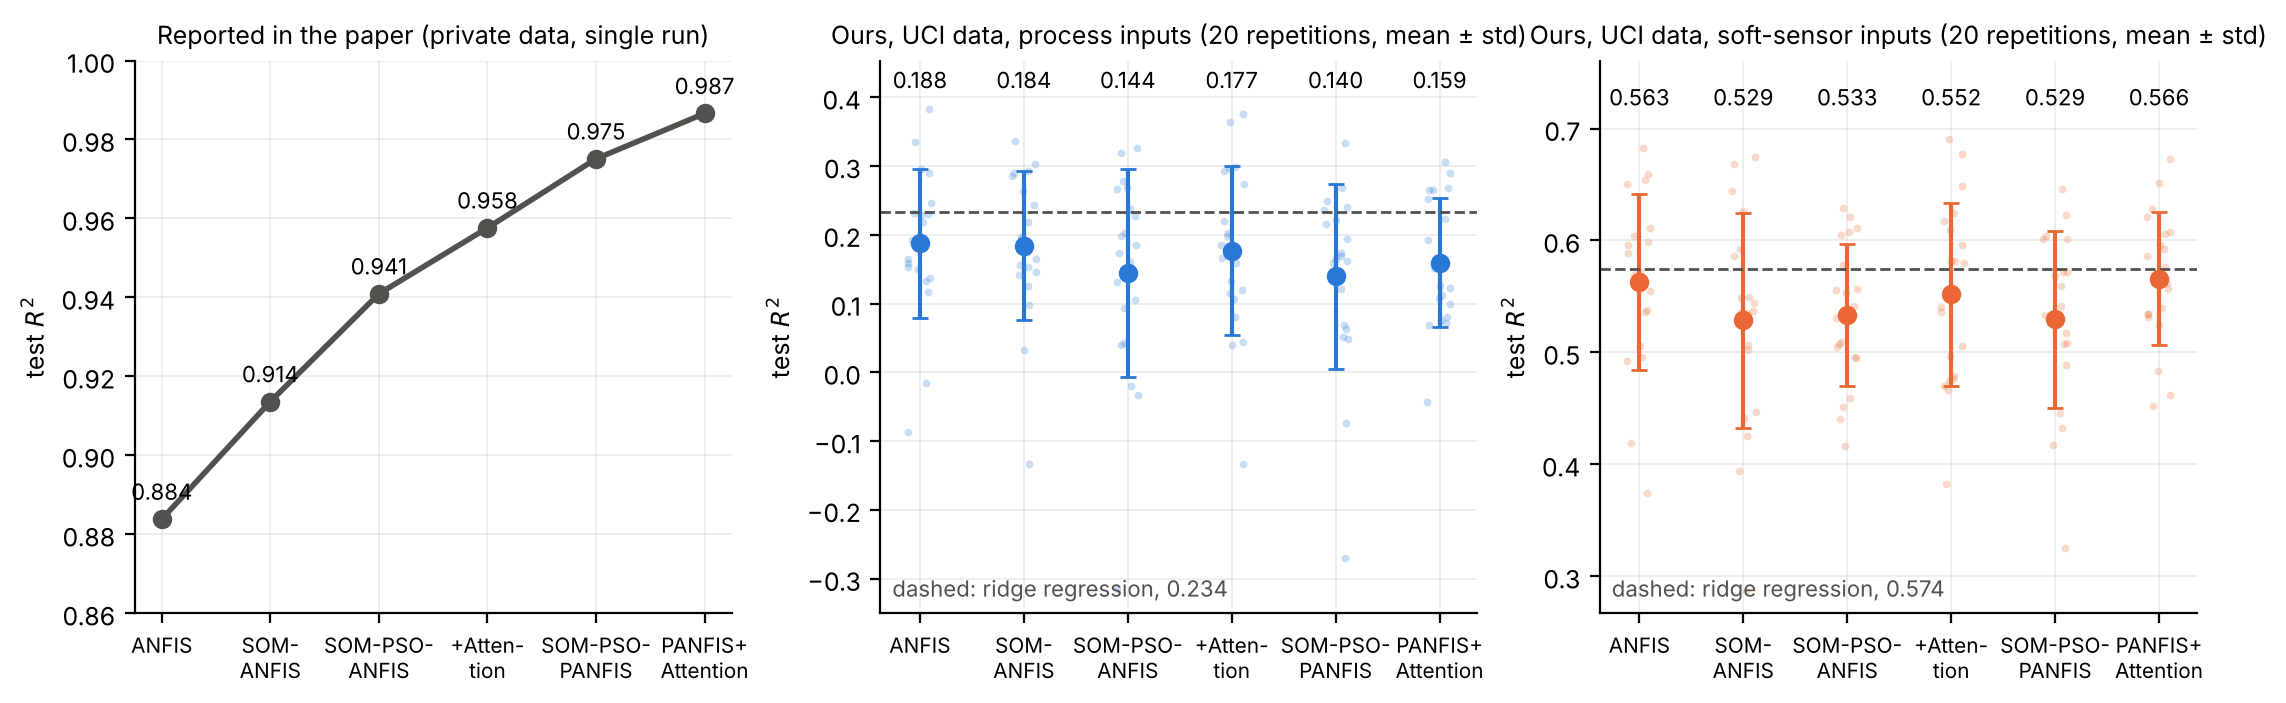 Reported in the paper (private data, single run)
test R²
1.00
0.98
0.96
0.94
0.92
0.90
0.88
0.86
0.884
0.914
0.941
0.958
0.975
0.987
ANFIS
SOM-
ANFIS
SOM-PSO-
ANFIS
+Atten-
tion
SOM-PSO-
PANFIS
PANFIS+
Attention
Ours, UCI data, process inputs (20 repetitions, mean ± std)
test R²
0.4
0.3
0.2
0.1
0.0
−0.1
−0.2
−0.3
0.188
0.184
0.144
0.177
0.140
0.159
dashed: ridge regression, 0.234
ANFIS
SOM-
ANFIS
SOM-PSO-
ANFIS
+Atten-
tion
SOM-PSO-
PANFIS
PANFIS+
Attention
Ours, UCI data, soft-sensor inputs (20 repetitions, mean ± std)
test R²
0.7
0.6
0.5
0.4
0.3
0.563
0.529
0.533
0.552
0.529
0.566
dashed: ridge regression, 0.574
ANFIS
SOM-
ANFIS
SOM-PSO-
ANFIS
+Atten-
tion
SOM-PSO-
PANFIS
PANFIS+
Attention